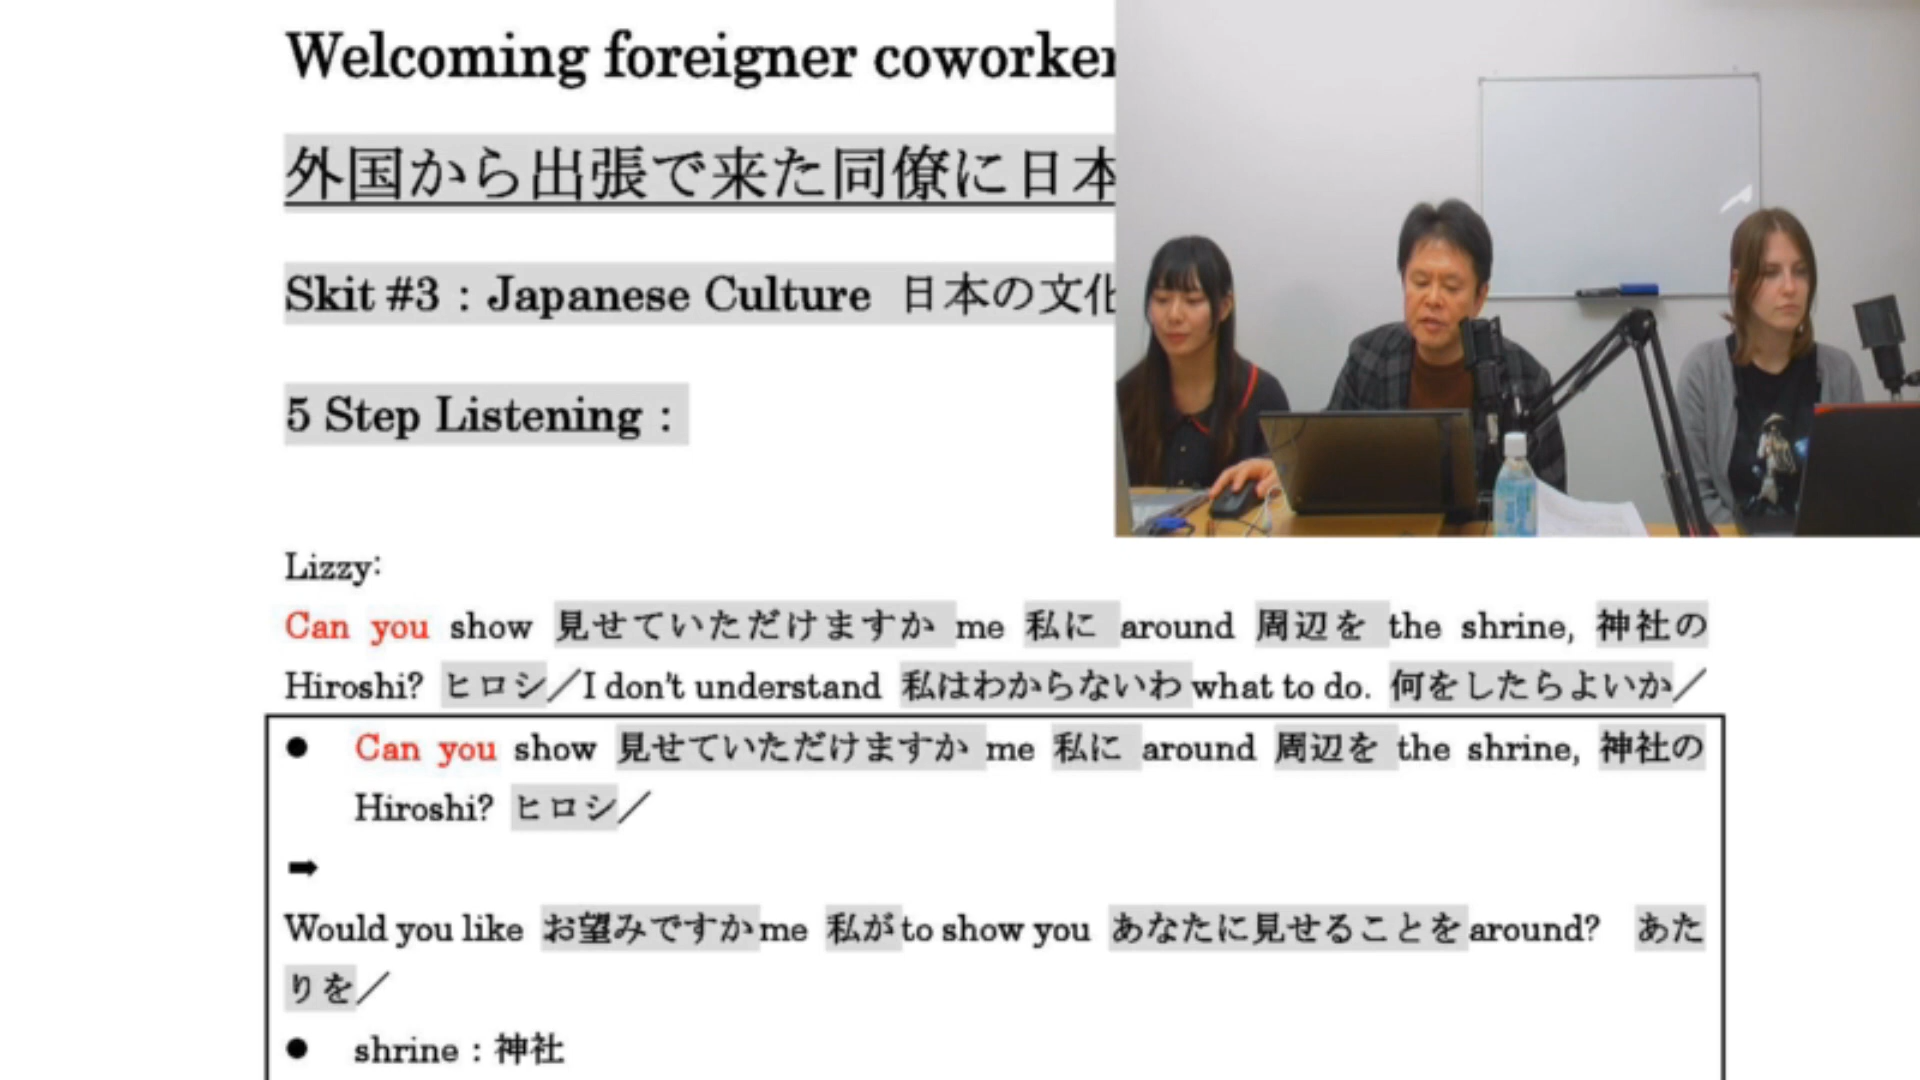 Welcoming foreigner coworker
外国から出張で来た同僚に日本
Skit #3：Japanese Culture 日本の文化
5 Step Listening：
Lizzy:
Can you show 見せていただけますか me 私に around 周辺を the shrine, 神社の
Hiroshi? ヒロシ／I don't understand 私はわからないわ what to do. 何をしたらよいか／
● Can you show 見せていただけますか me 私に around 周辺を the shrine, 神社の
Hiroshi? ヒロシ／
➡
Would you like お望みですか me 私が to show you あなたに見せることを around? あた
りを／
● shrine：神社